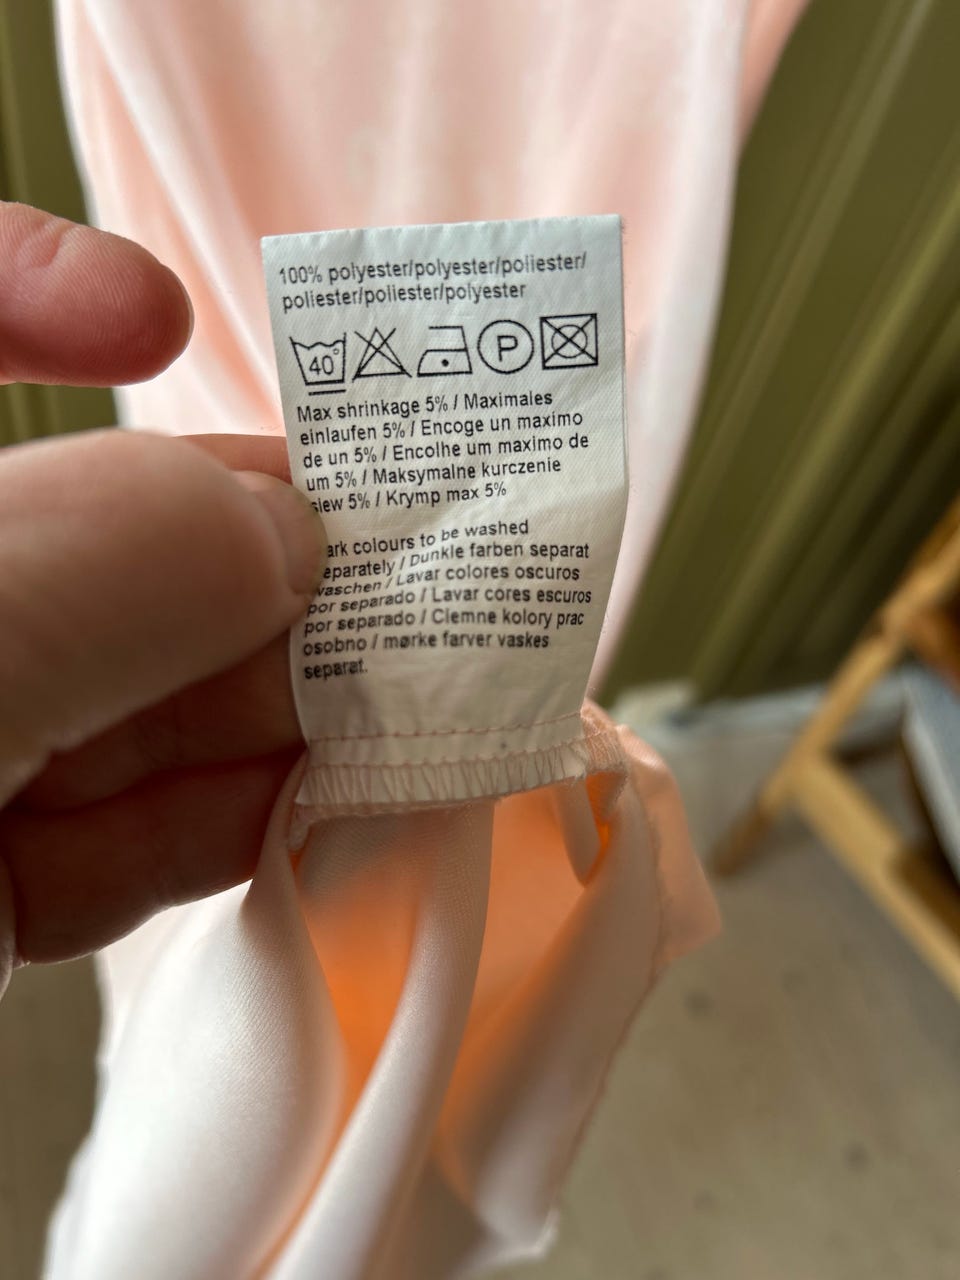 100% polyester/polyester/poliester/
poliester/poliester/polyester
40° P
Max shrinkage 5% / Maximales
einlaufen 5% / Encoge un maximo
de un 5% / Encolhe um maximo de
um 5% / Maksymalne kurczenie
siew 5% / Krymp max 5%
ark colours to be washed
eparately / Dunkle farben separat
waschen / Lavar colores oscuros
por separado / Lavar cores escuros
por separado / Ciemne kolory prac
osobno / mørke farver vaskes
separat.